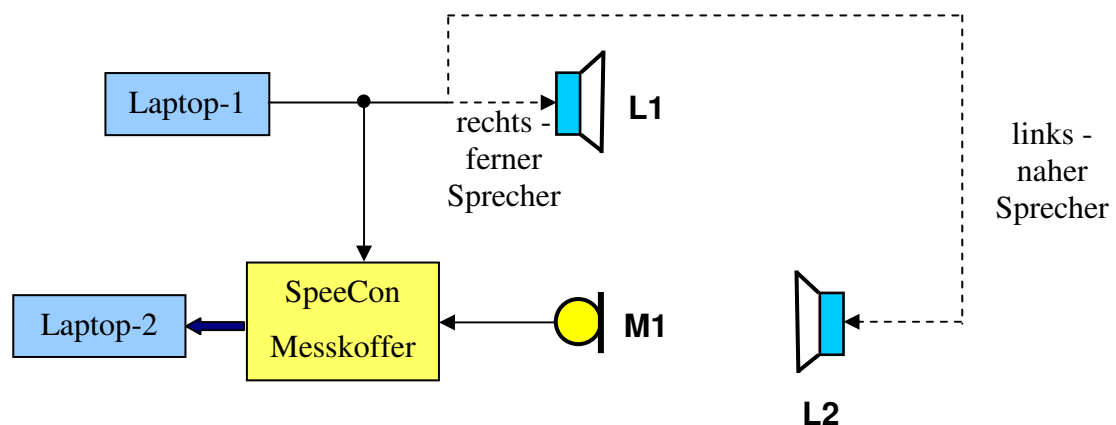 Laptop-1
L1
rechts -
ferner
Sprecher
links -
naher
Sprecher
SpeeCon
Messkoffer
Laptop-2
M1
L2